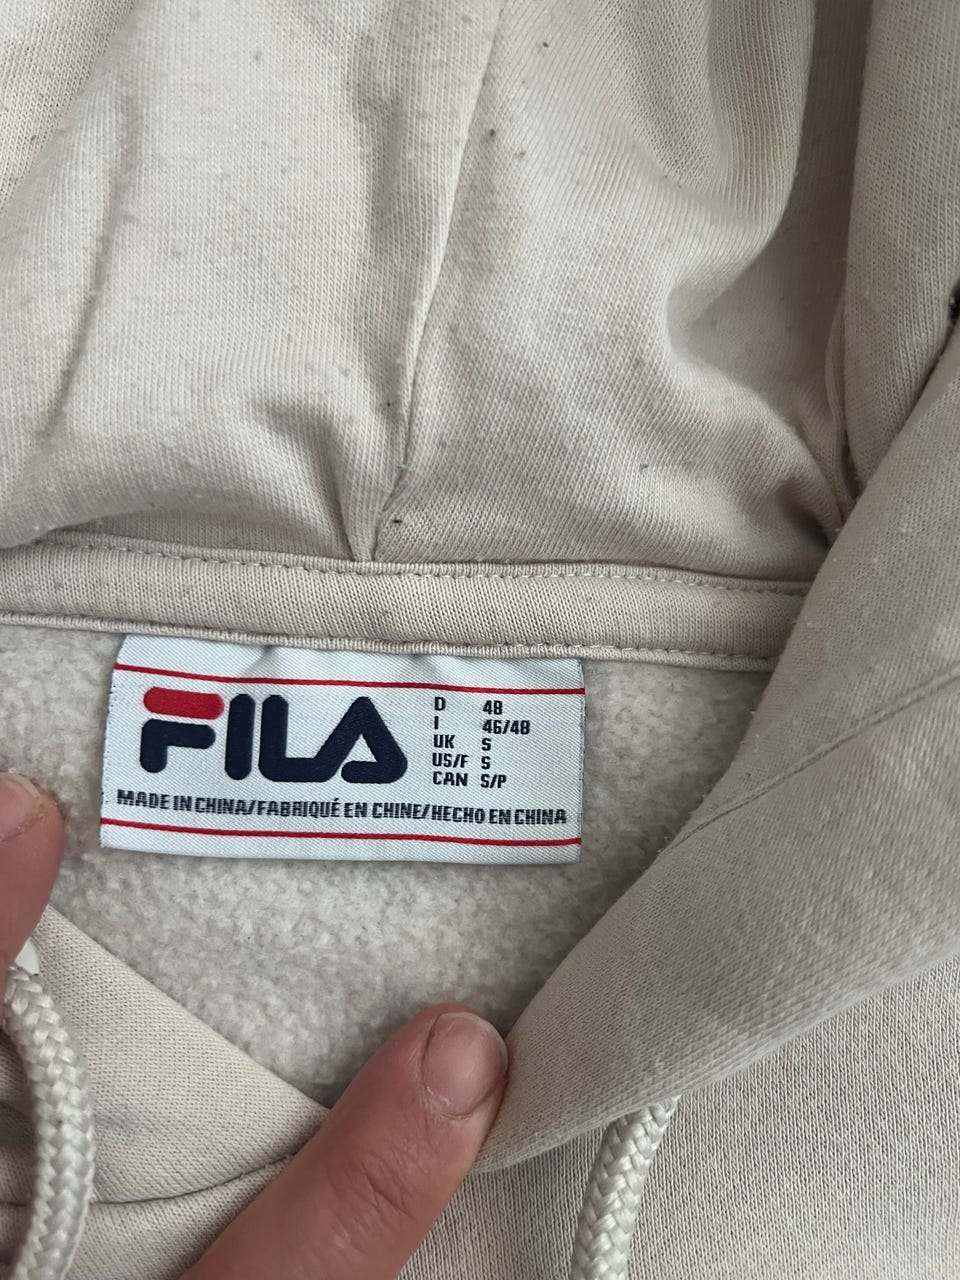 FILA
D 48
I 46/48
UK S
US/F S
CAN S/P
MADE IN CHINA/FABRIQUÉ EN CHINE/HECHO EN CHINA